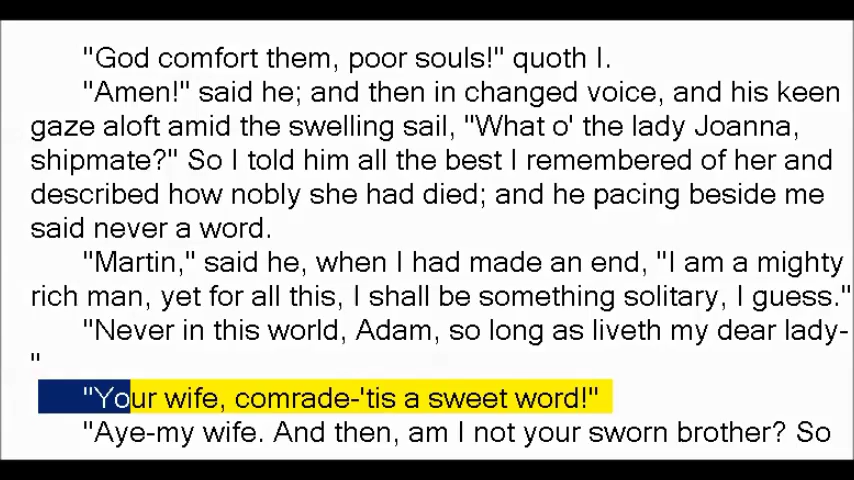 "God comfort them, poor souls!" quoth I.
"Amen!" said he; and then in changed voice, and his keen
gaze aloft amid the swelling sail, "What o' the lady Joanna,
shipmate?" So I told him all the best I remembered of her and
described how nobly she had died; and he pacing beside me
said never a word.
"Martin," said he, when I had made an end, "I am a mighty
rich man, yet for all this, I shall be something solitary, I guess."
"Never in this world, Adam, so long as liveth my dear lady-
"
"Your wife, comrade-'tis a sweet word!"
"Aye-my wife. And then, am I not your sworn brother? So